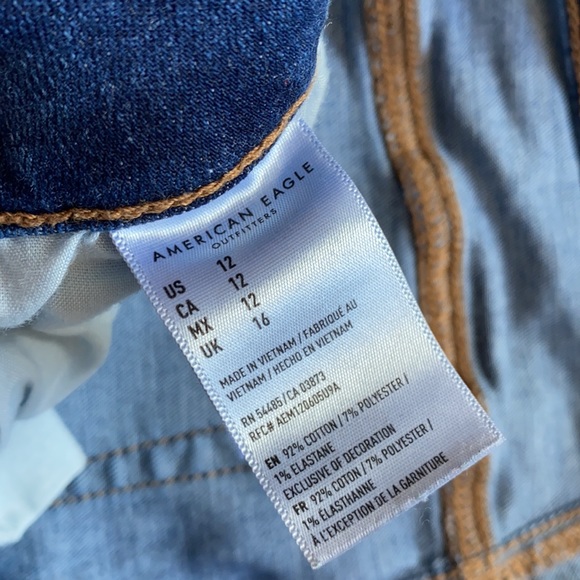 AMERICAN EAGLE
OUTFITTERS
US 12
CA 12
MX 12
UK 16
MADE IN VIETNAM / FABRIQUÉ AU
VIETNAM / HECHO EN VIETNAM
RN 54485 / CA 03873
RFC# AEM120605U9A
EN 92% COTTON / 7% POLYESTER /
1% ELASTANE
EXCLUSIVE OF DECORATION
FR 92% COTON / 7% POLYESTER /
1% ÉLASTHANNE
À L'EXCEPTION DE LA GARNITURE